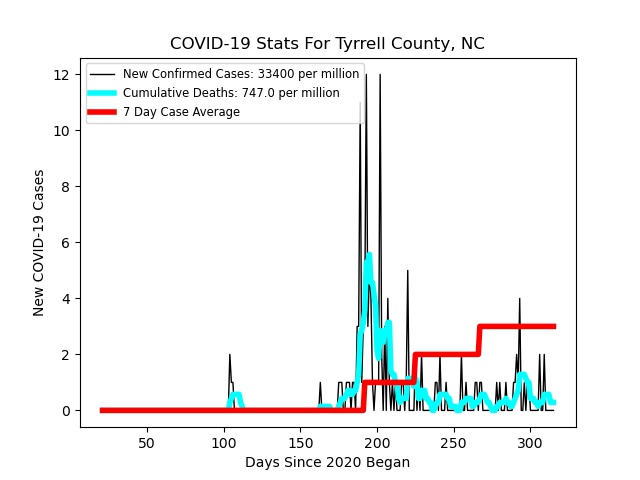 COVID-19 Stats For Tyrrell County, NC
New Confirmed Cases: 33400 per million
Cumulative Deaths: 747.0 per million
7 Day Case Average
12
10
8
6
4
2
0
New COVID-19 Cases
50 100 150 200 250 300
Days Since 2020 Began